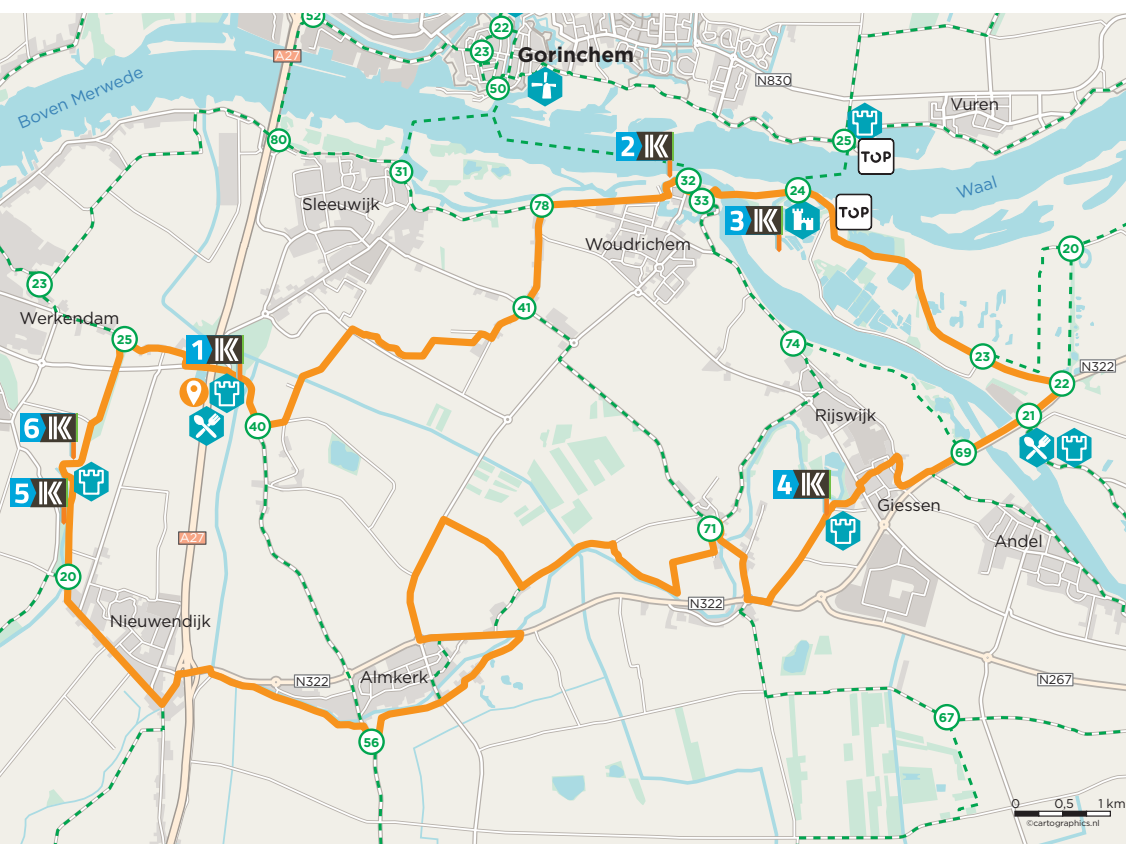 52
22
23
Gorinchem
A27
50
N830
Vuren
Boven Merwede
80
25
TOP
2
31
32
24
Waal
Sleeuwijk
78
33
TOP
3
Woudrichem
20
23
41
Werkendam
25
74
23
1
N322
22
40
Rijswijk
21
6
69
4
5
Giessen
71
Andel
A27
20
N322
Nieuwendijk
N322
Almkerk
N267
67
56
0 0,5 1 km
©cartographics.nl